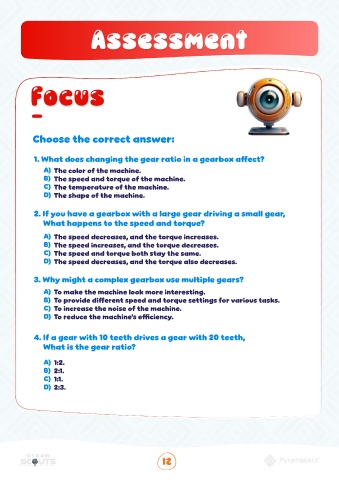 Assessment
Focus
Choose the correct answer:
1. What does changing the gear ratio in a gearbox affect?
A) The color of the machine.
B) The speed and torque of the machine.
C) The temperature of the machine.
D) The shape of the machine.
2. If you have a gearbox with a large gear driving a small gear,
What happens to the speed and torque?
A) The speed decreases, and the torque increases.
B) The speed increases, and the torque decreases.
C) The speed and torque both stay the same.
D) The speed decreases, and the torque also decreases.
3. Why might a complex gearbox use multiple gears?
A) To make the machine look more interesting.
B) To provide different speed and torque settings for various tasks.
C) To increase the noise of the machine.
D) To reduce the machine's efficiency.
4. If a gear with 10 teeth drives a gear with 20 teeth,
What is the gear ratio?
A) 1:2.
B) 2:1.
C) 1:1.
D) 2:3.
SCOUTS
12